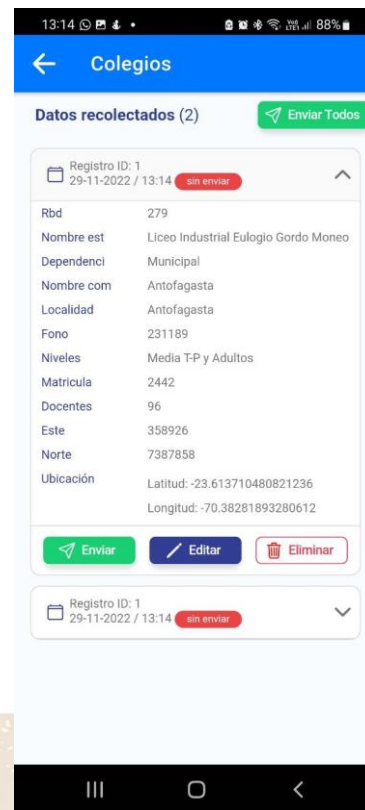 13:14 88%
Colegios
Datos recolectados (2) Enviar Todos
Registro ID: 1
29-11-2022 / 13:14 sin enviar
Rbd 279
Nombre est Liceo Industrial Eulogio Gordo Moneo
Dependenci Municipal
Nombre com Antofagasta
Localidad Antofagasta
Fono 231189
Niveles Media T-P y Adultos
Matricula 2442
Docentes 96
Este 358926
Norte 7387858
Ubicación Latitud: -23.613710480821236
Longitud: -70.38281893280612
Enviar Editar Eliminar
Registro ID: 1
29-11-2022 / 13:14 sin enviar